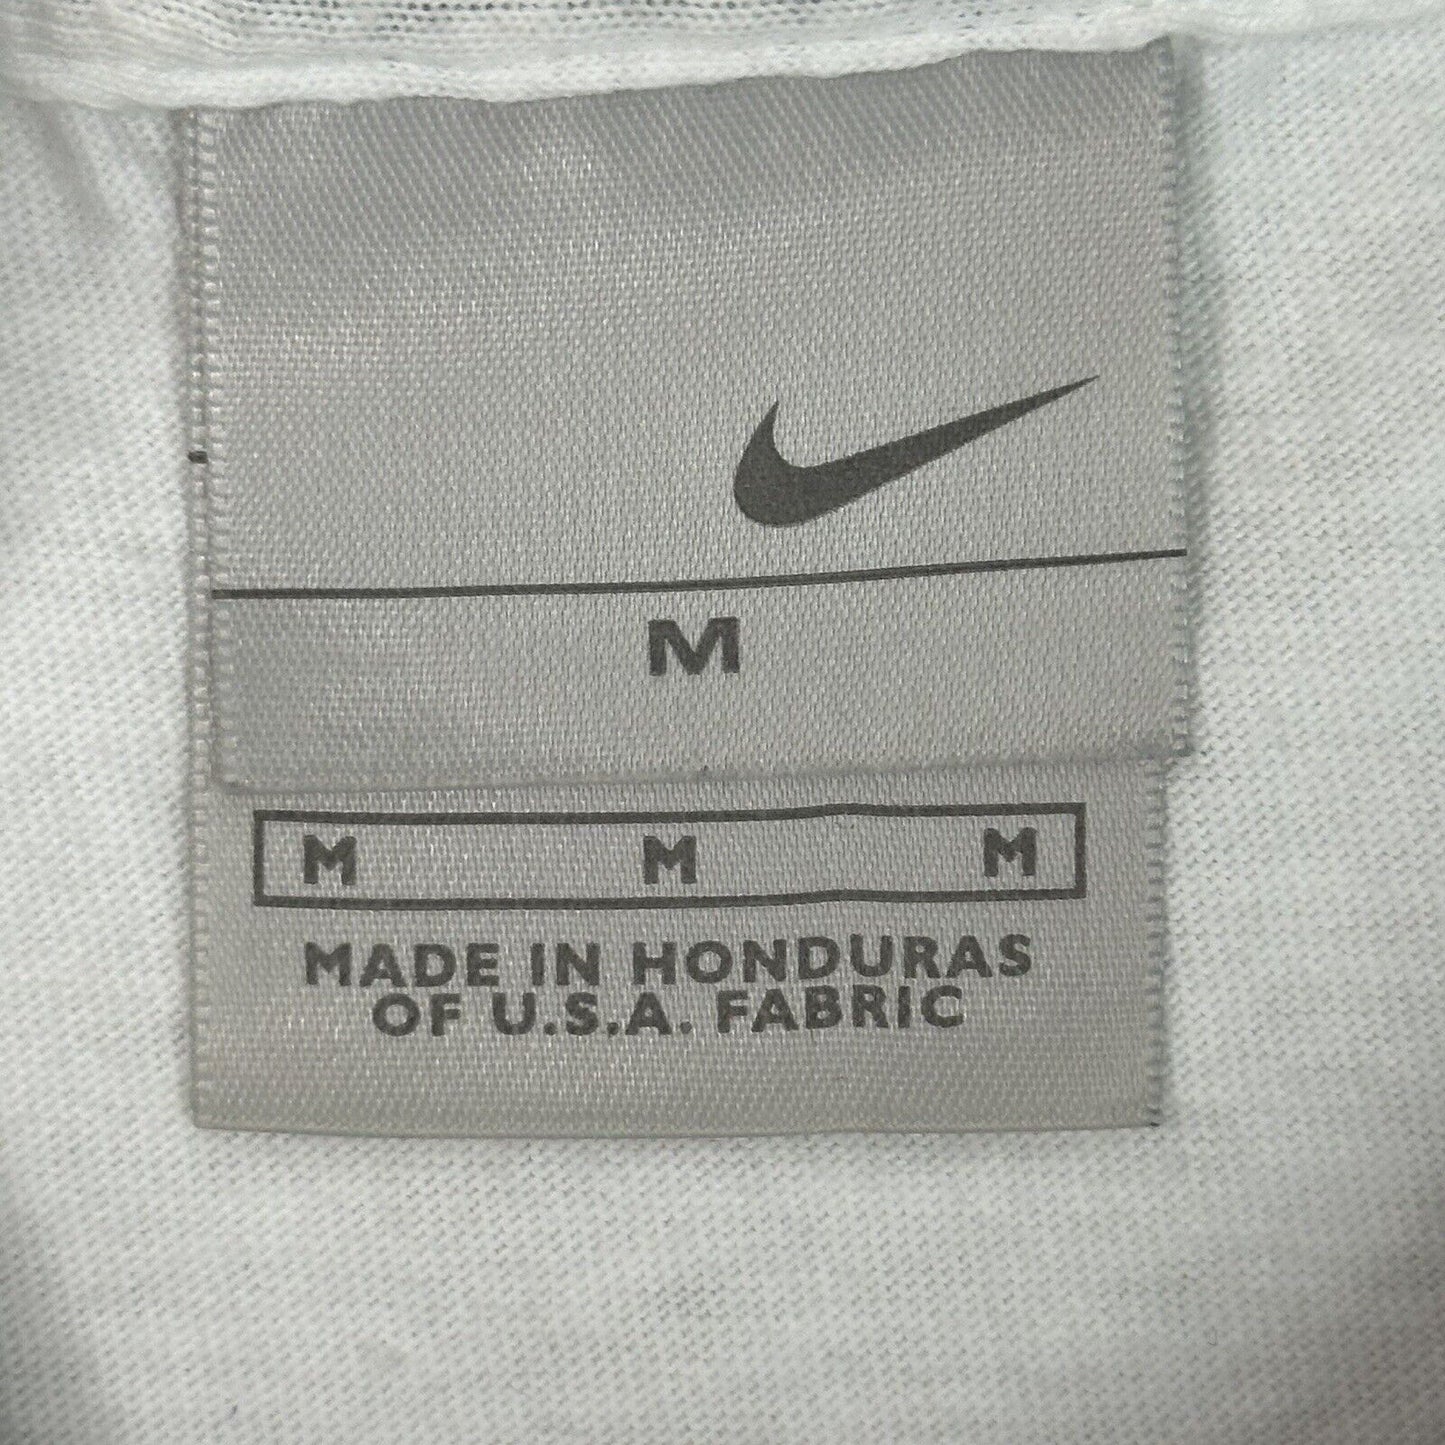 M
M M M
MADE IN HONDURAS
OF U.S.A. FABRIC